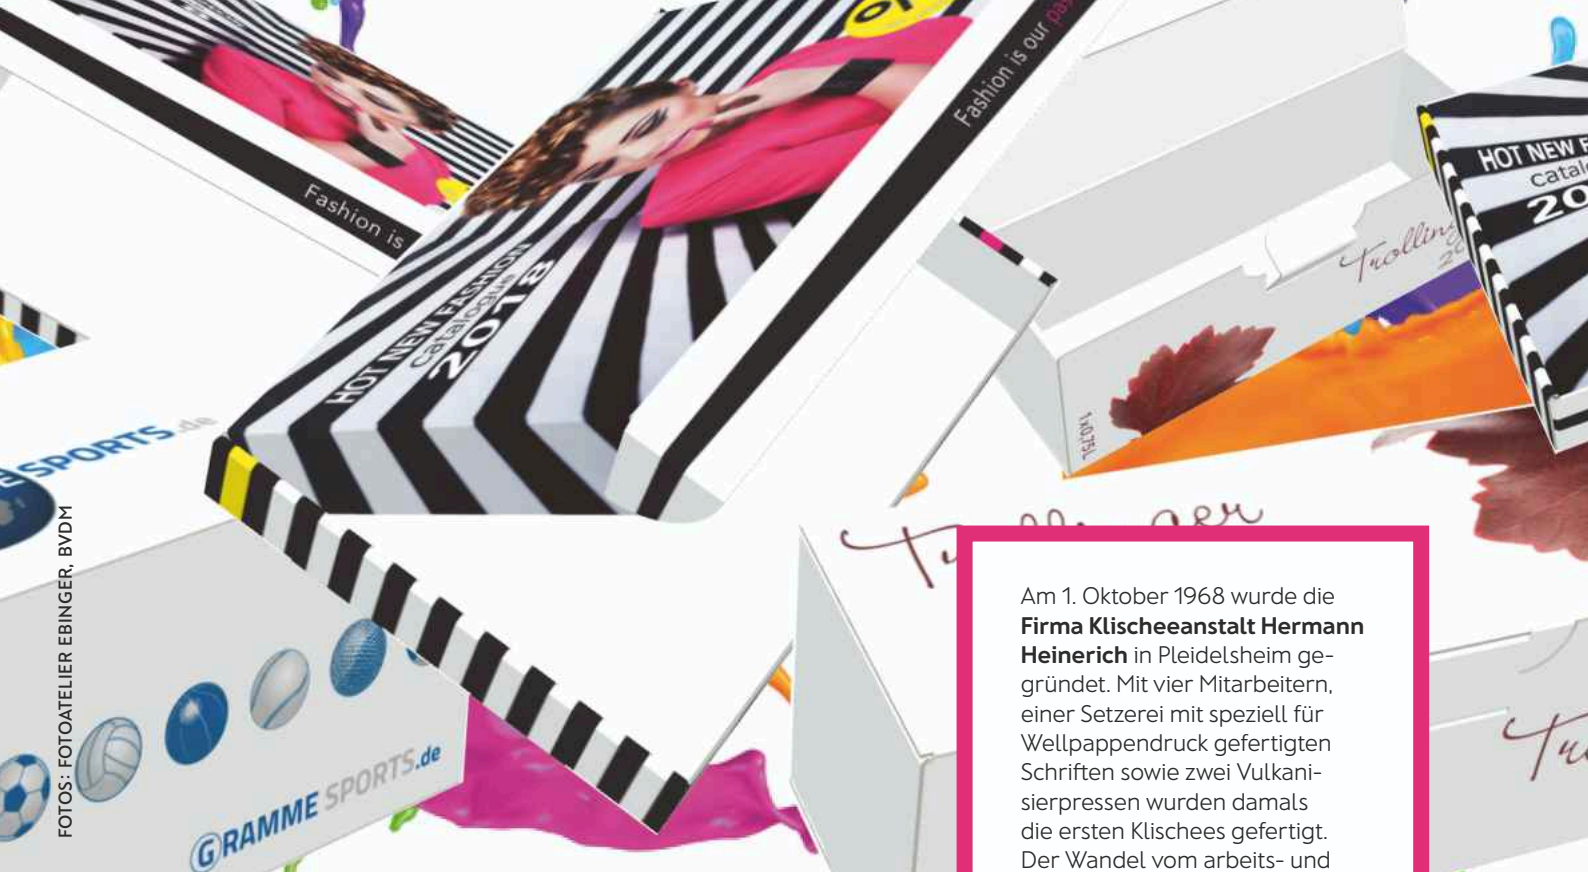 Fashion is
HOT NEW FASHION
catalogue
2018
Fashion is our
HOT NEW
20
1x0,75L
SPORTS.de
GRAMME SPORTS.de
FOTOS: FOTOATELIER EBINGER, BVDM
Am 1. Oktober 1968 wurde die
Firma Klischeeanstalt Hermann
Heinerich in Pleidelsheim ge-
gründet. Mit vier Mitarbeitern,
einer Setzerei mit speziell für
Wellpappendruck gefertigten
Schriften sowie zwei Vulkani-
sierpressen wurden damals
die ersten Klischees gefertigt.
Der Wandel vom arbeits- und